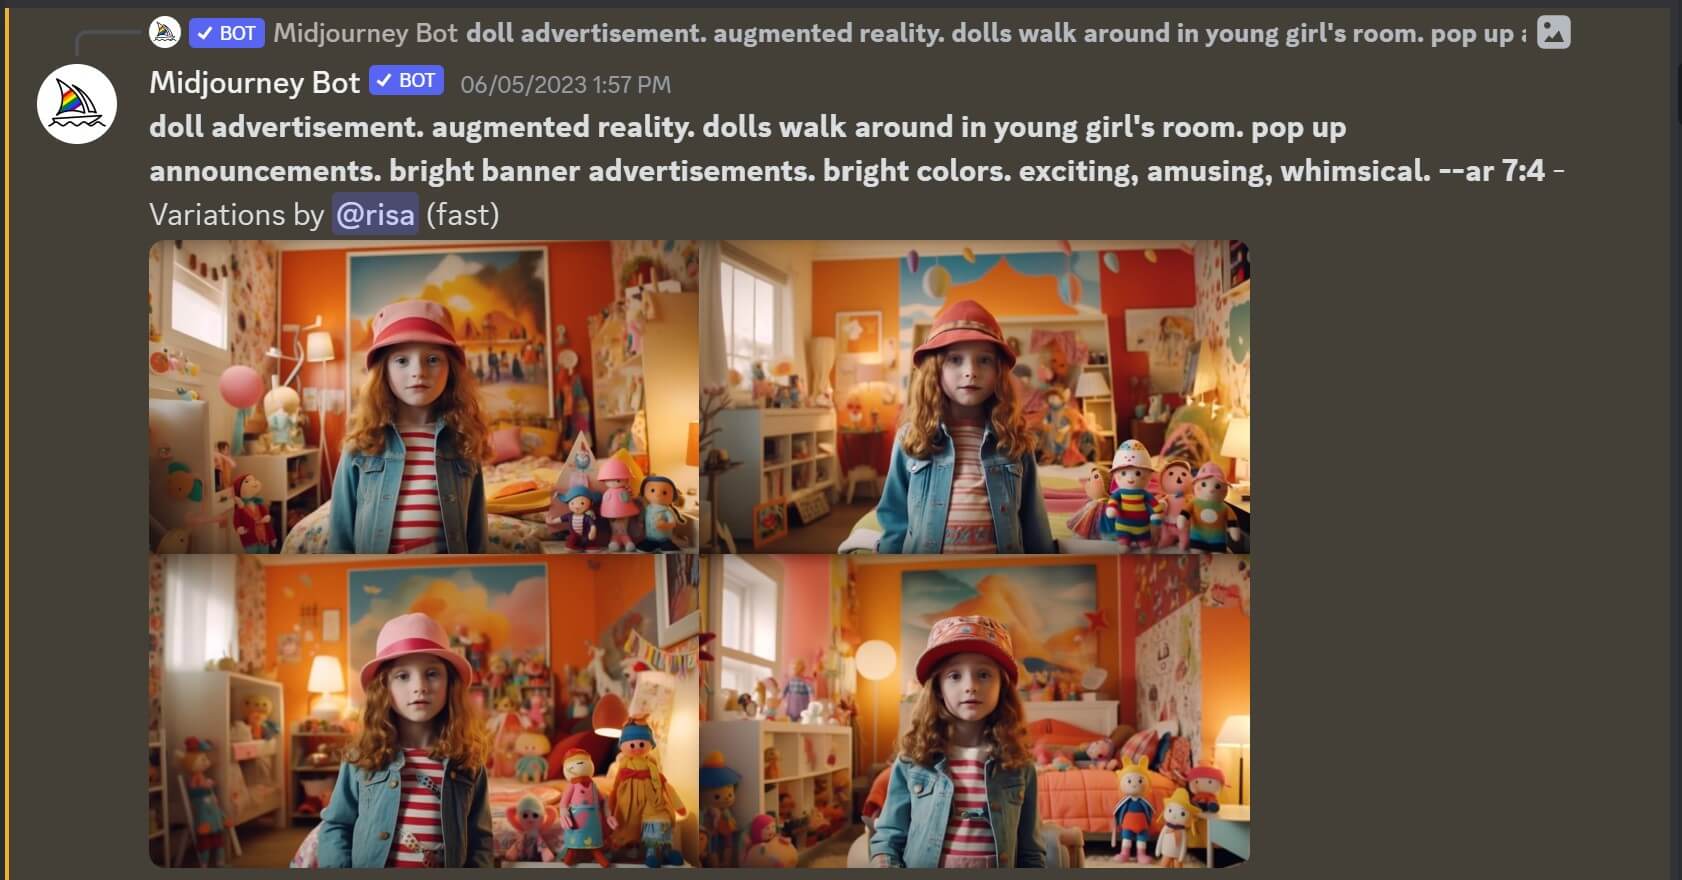 BOT Midjourney Bot doll advertisement. augmented reality. dolls walk around in young girl's room. pop up
Midjourney Bot BOT 06/05/2023 1:57 PM
doll advertisement. augmented reality. dolls walk around in young girl's room. pop up
announcements. bright banner advertisements. bright colors. exciting, amusing, whimsical. --ar 7:4 -
Variations by @risa (fast)